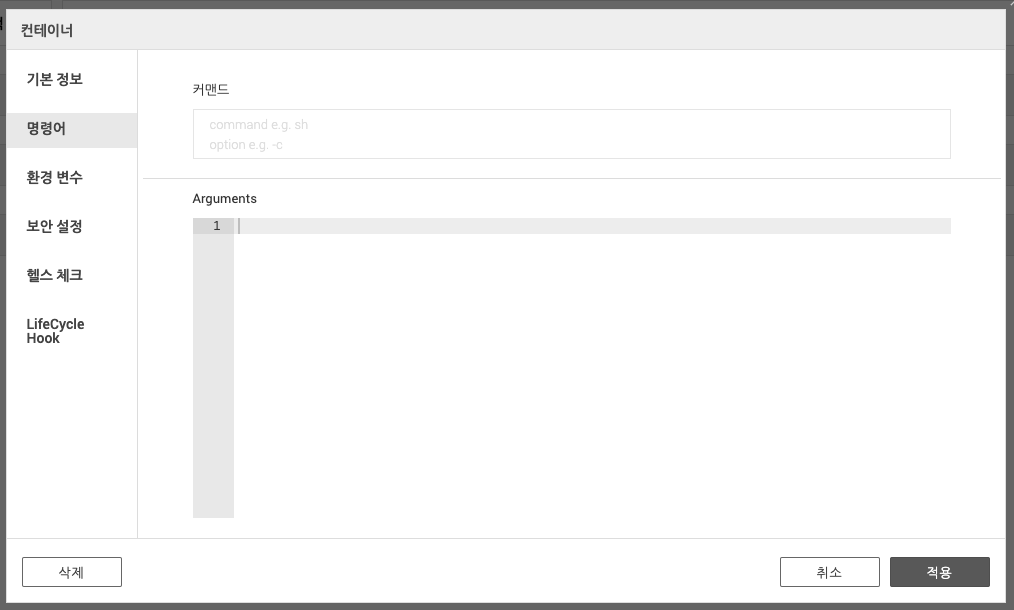 컨테이너
기본 정보
명령어
환경 변수
보안 설정
헬스 체크
LifeCycle
Hook
커맨드
command e.g. sh
option e.g. -c
Arguments
1
삭제
취소
적용